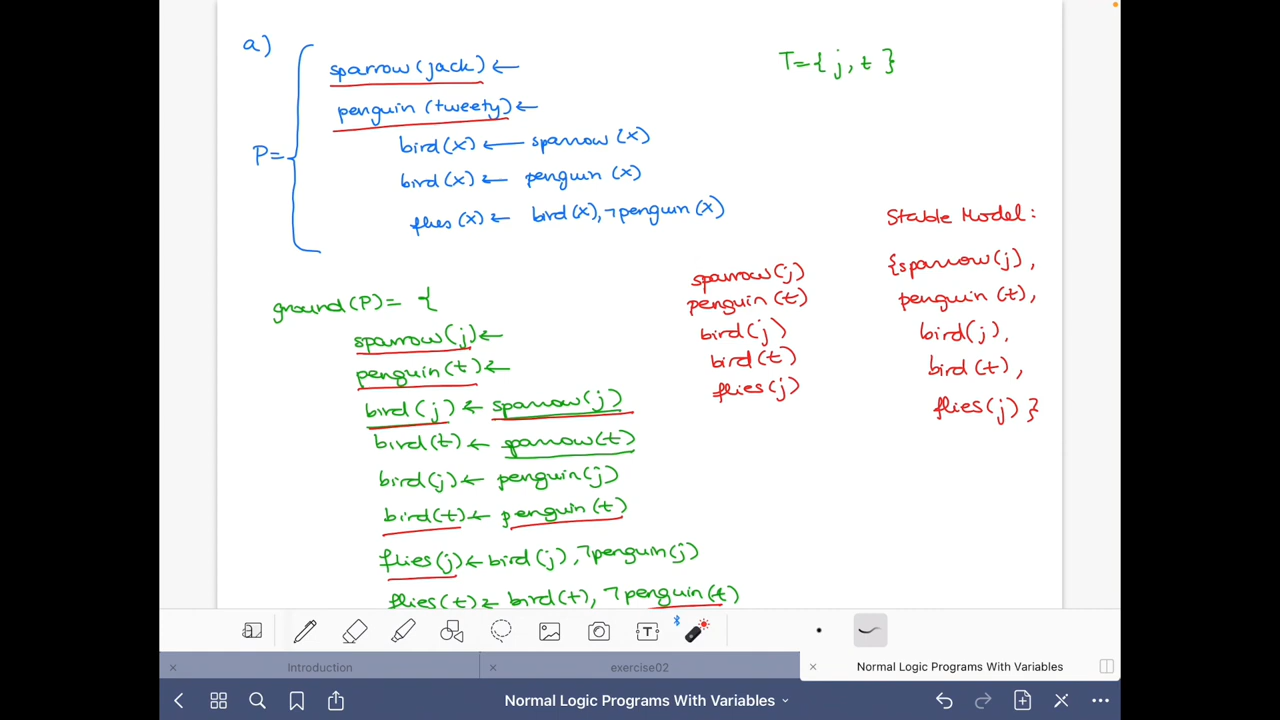 a)
T={ j, t }
P=
sparrow(jack) ←
penguin(tweety) ←
bird(x) ← sparrow(x)
bird(x) ← penguin(x)
flies(x) ← bird(x), ¬penguin(x)
ground(P)= {
sparrow(j) ←
penguin(t) ←
bird(j) ← sparrow(j)
bird(t) ← sparrow(t)
bird(j) ← penguin(j)
bird(t) ← penguin(t)
flies(j) ← bird(j), ¬penguin(j)
flies(t) ← bird(t), ¬penguin(t)
sparrow(j)
penguin(t)
bird(j)
bird(t)
flies(j)
Stable Model:
{sparrow(j),
penguin(t),
bird(j),
bird(t),
flies(j)}
T
Introduction
exercise02
Normal Logic Programs With Variables
Normal Logic Programs With Variables